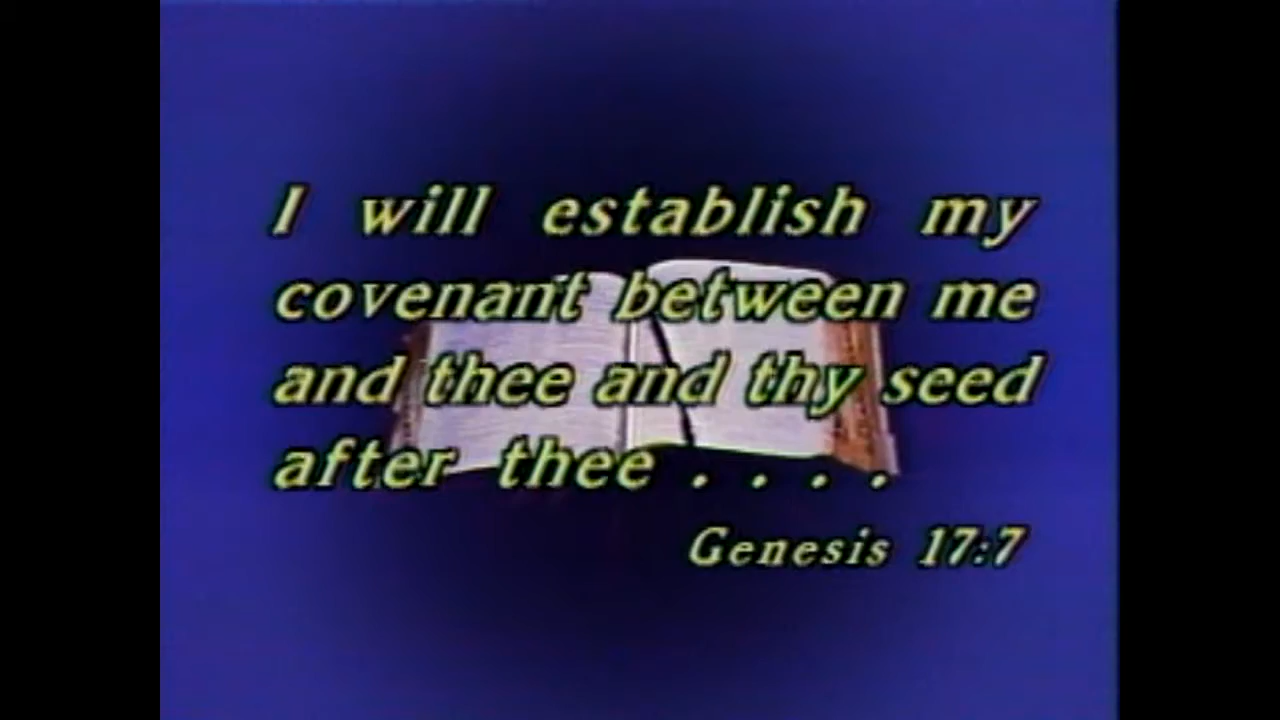 I will establish my
covenant between me
and thee and thy seed
after thee . . . .
Genesis 17:7